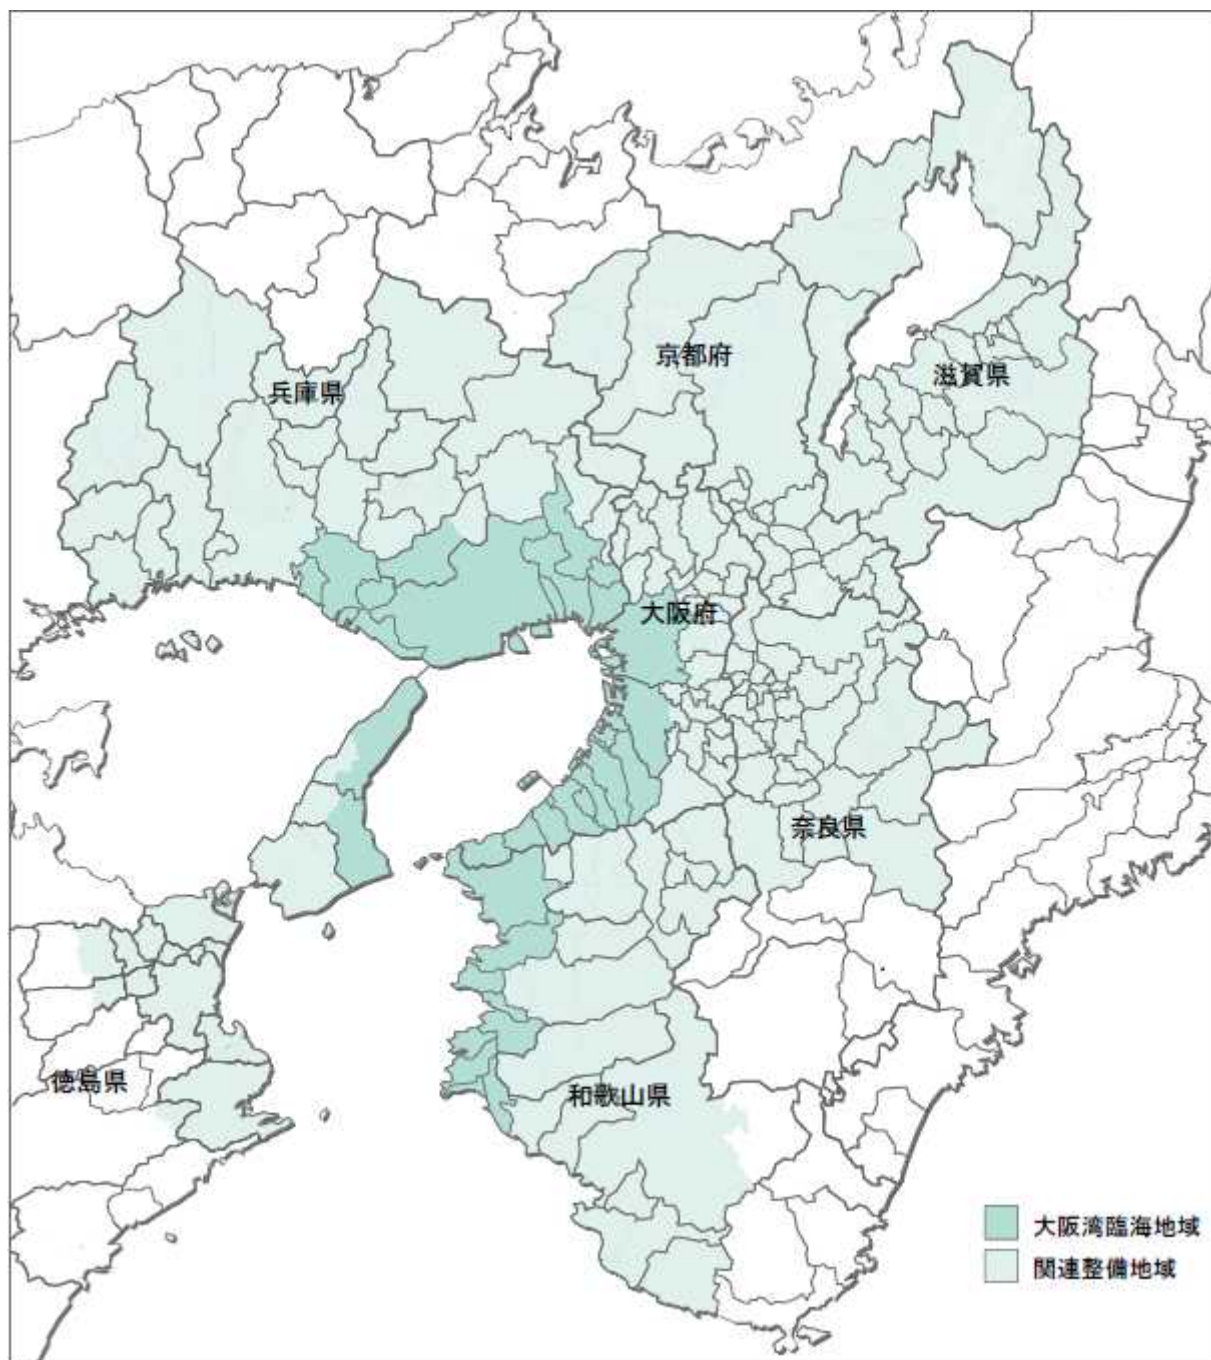 京都府
滋賀県
兵庫県
大阪府
奈良県
徳島県
和歌山県
大阪湾臨海地域
関連整備地域